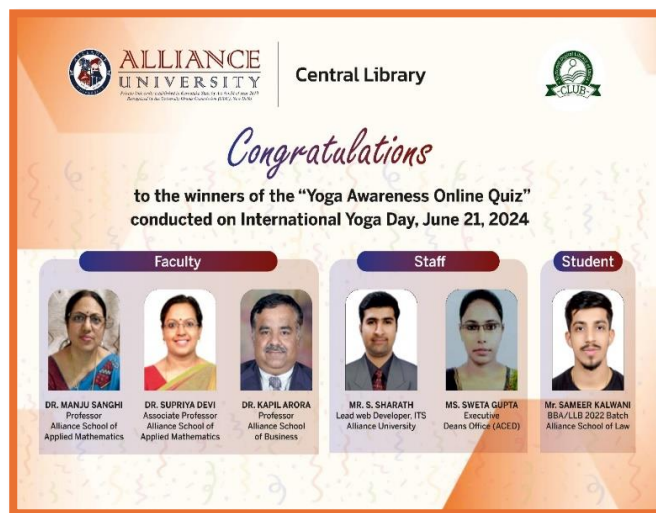 ALLIANCE
UNIVERSITY
Central Library
CLUB
Congratulations
to the winners of the “Yoga Awareness Online Quiz”
conducted on International Yoga Day, June 21, 2024
Faculty
DR. MANJU SANGHI
Professor
Alliance School of
Applied Mathematics
DR. SUPRIYA DEVI
Associate Professor
Alliance School of
Applied Mathematics
DR. KAPIL ARORA
Professor
Alliance School
of Business
Staff
MR. S. SHARATH
Lead web Developer, ITS
Alliance University
MS. SWETA GUPTA
Executive
Deans Office (ACED)
Student
Mr. SAMEER KALWANI
BBA/LLB 2022 Batch
Alliance School of Law